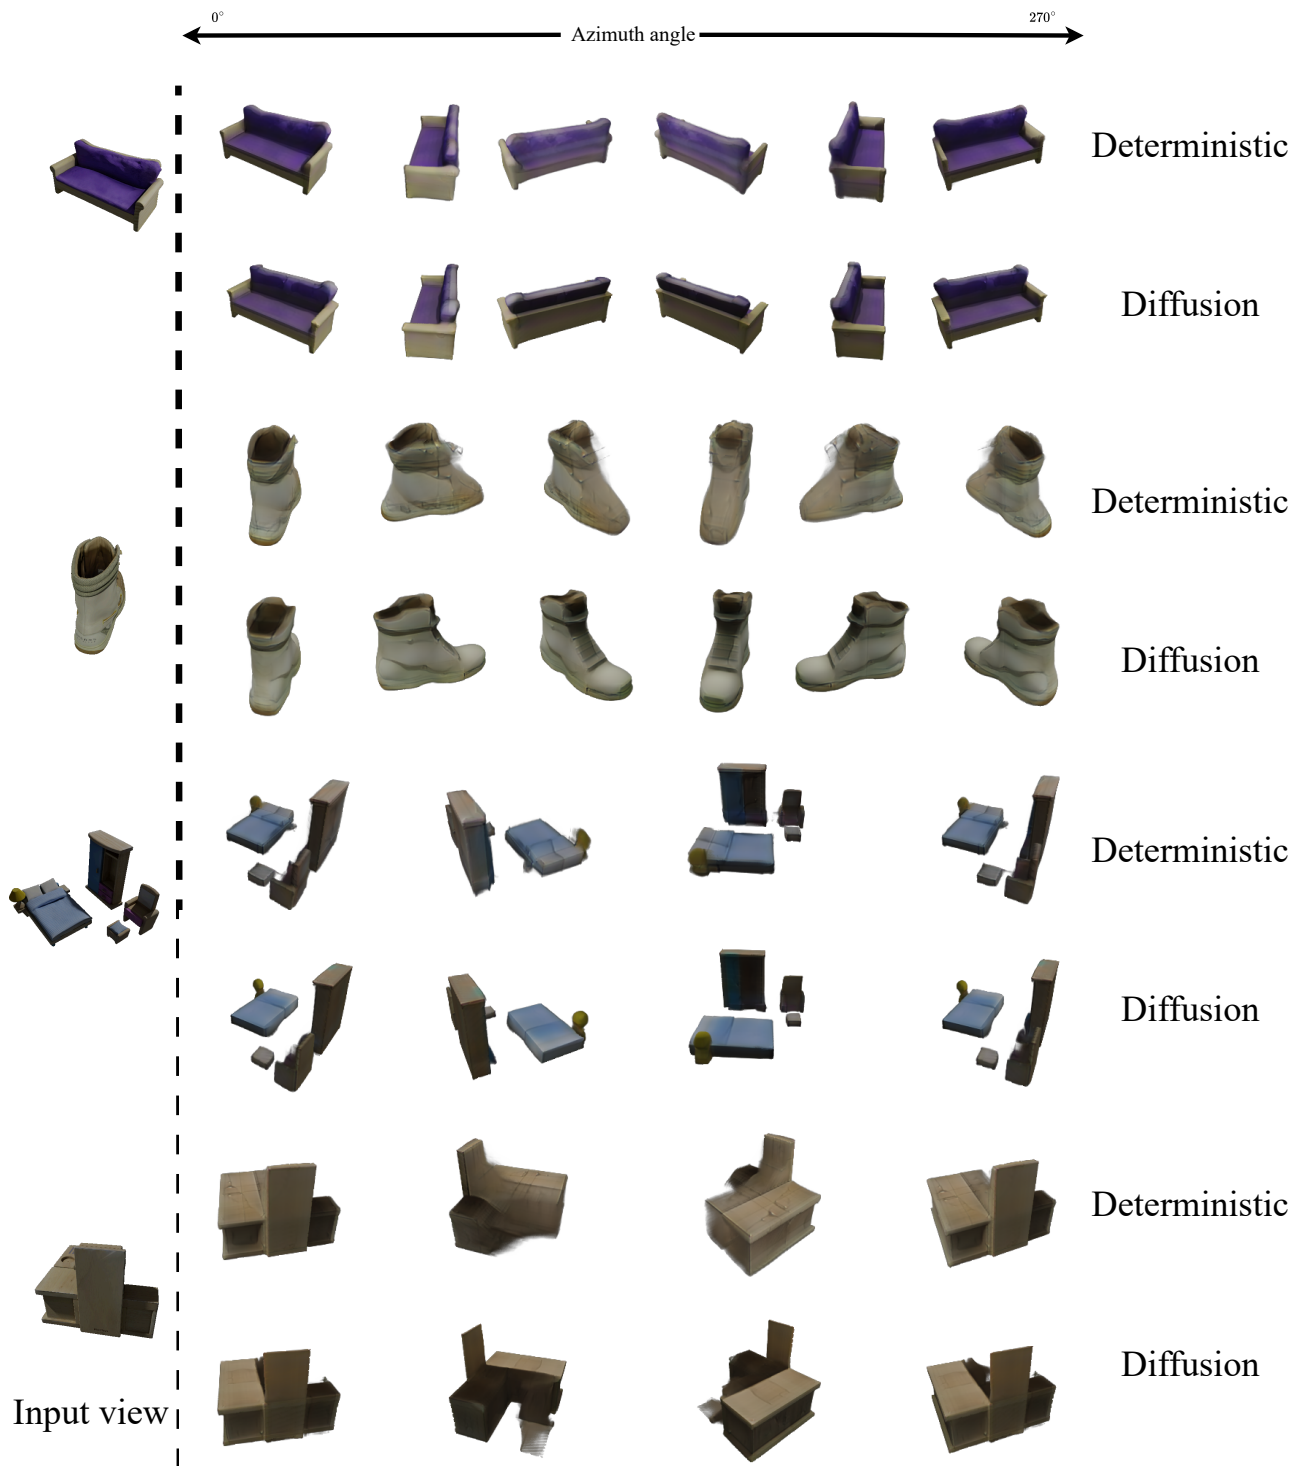 0°
270°
Azimuth angle
Deterministic
Diffusion
Deterministic
Diffusion
Deterministic
Diffusion
Deterministic
Diffusion
Input view